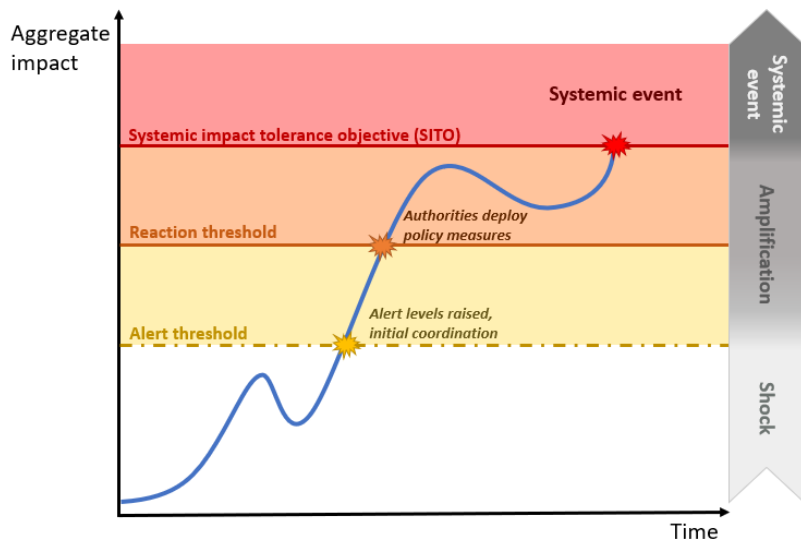 Aggregate
impact
Systemic event
Systemic impact tolerance objective (SITO)
Authorities deploy
policy measures
Reaction threshold
Alert levels raised,
initial coordination
Alert threshold
Time
Systemic
event
Amplification
Shock